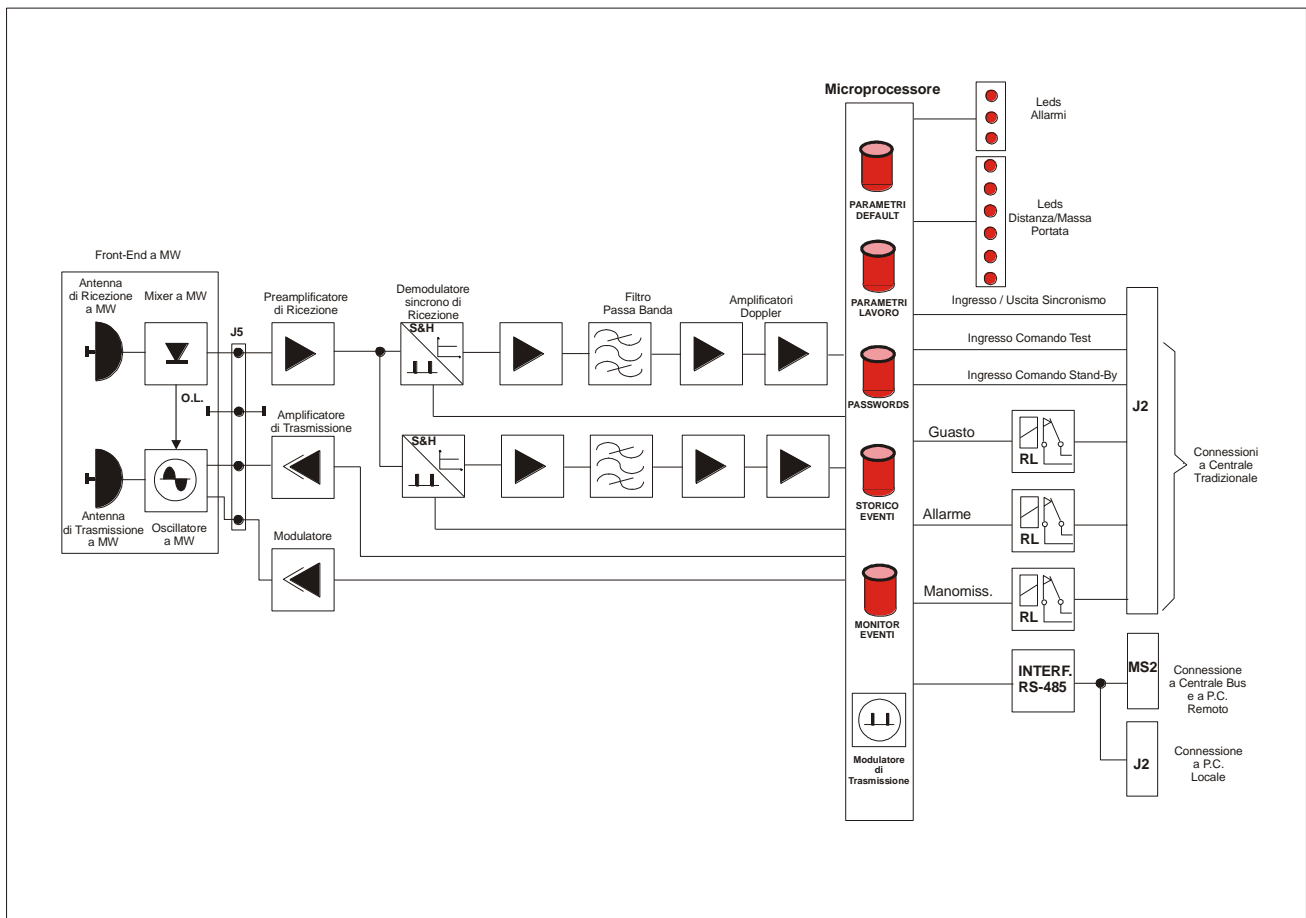 Microprocessore
Leds
Allarmi
PARAMETRI
DEFAULT
Leds
Distanza/Massa
Portata
Front-End a MW
Antenna
di Ricezione
a MW
Mixer a MW
J5
Preamplificatore
di Ricezione
Demodulatore
sincrono di
Ricezione
S&H
Filtro
Passa Banda
Amplificatori
Doppler
PARAMETRI
LAVORO
Ingresso / Uscita Sincronismo
Ingresso Comando Test
Ingresso Comando Stand-By
J2
O.L.
Amplificatore
di Trasmissione
S&H
PASSWORDS
Guasto
RL
Connessioni
a Centrale
Tradizionale
Antenna
di Trasmissione
a MW
Oscillatore
a MW
Modulatore
STORICO
EVENTI
Allarme
RL
Manomiss.
RL
MONITOR
EVENTI
INTERF.
RS-485
MS2
Connessione
a Centrale Bus
e a P.C.
Remoto
Modulatore
di
Trasmissione
J2
Connessione
a P.C.
Locale